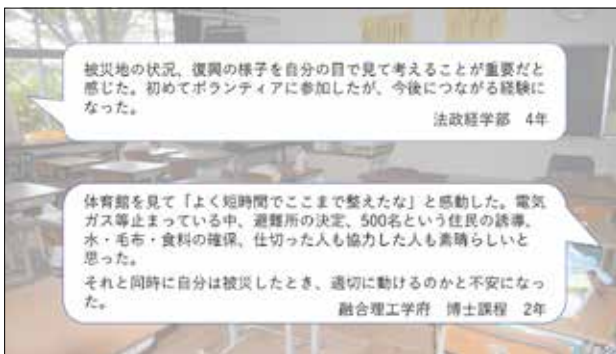 被災地の状況、復興の様子を自分の目で見て考えることが重要だと
感じた。初めてボランティアに参加したが、今後につながる経験に
なった。
法政経学部　4年
体育館を見て「よく短時間でここまで整えたな」と感動した。電気
ガス等止まっている中、避難所の決定、500名という住民の誘導、
水・毛布・食料の確保、仕切った人も協力した人も素晴らしいと
思った。
それと同時に自分は被災したとき、適切に動けるのかと不安になっ
た。
融合理工学府　博士課程　2年